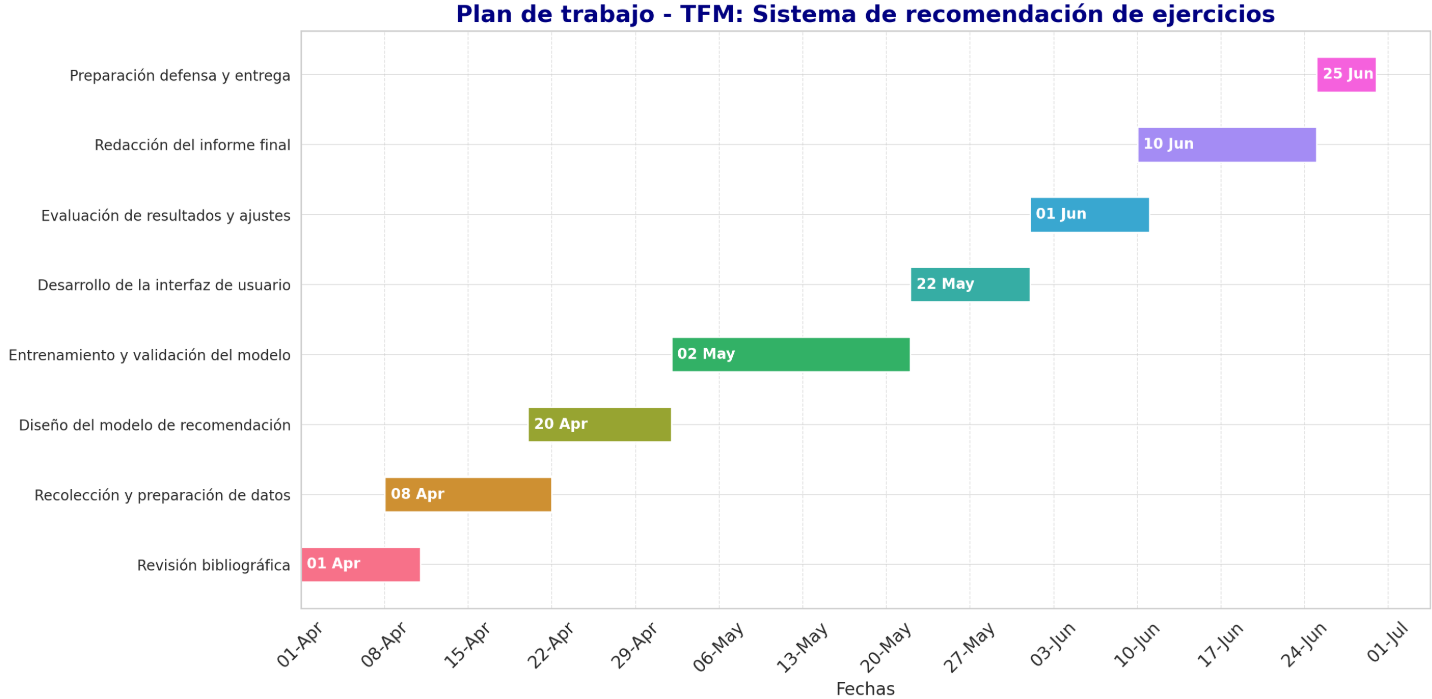 Plan de trabajo - TFM: Sistema de recomendación de ejercicios
Preparación defensa y entrega
25 Jun
Redacción del informe final
10 Jun
Evaluación de resultados y ajustes
01 Jun
Desarrollo de la interfaz de usuario
22 May
Entrenamiento y validación del modelo
02 May
Diseño del modelo de recomendación
20 Apr
Recolección y preparación de datos
08 Apr
Revisión bibliográfica
01 Apr
01-Apr
08-Apr
15-Apr
22-Apr
29-Apr
06-May
13-May
20-May
27-May
03-Jun
10-Jun
17-Jun
24-Jun
01-Jul
Fechas